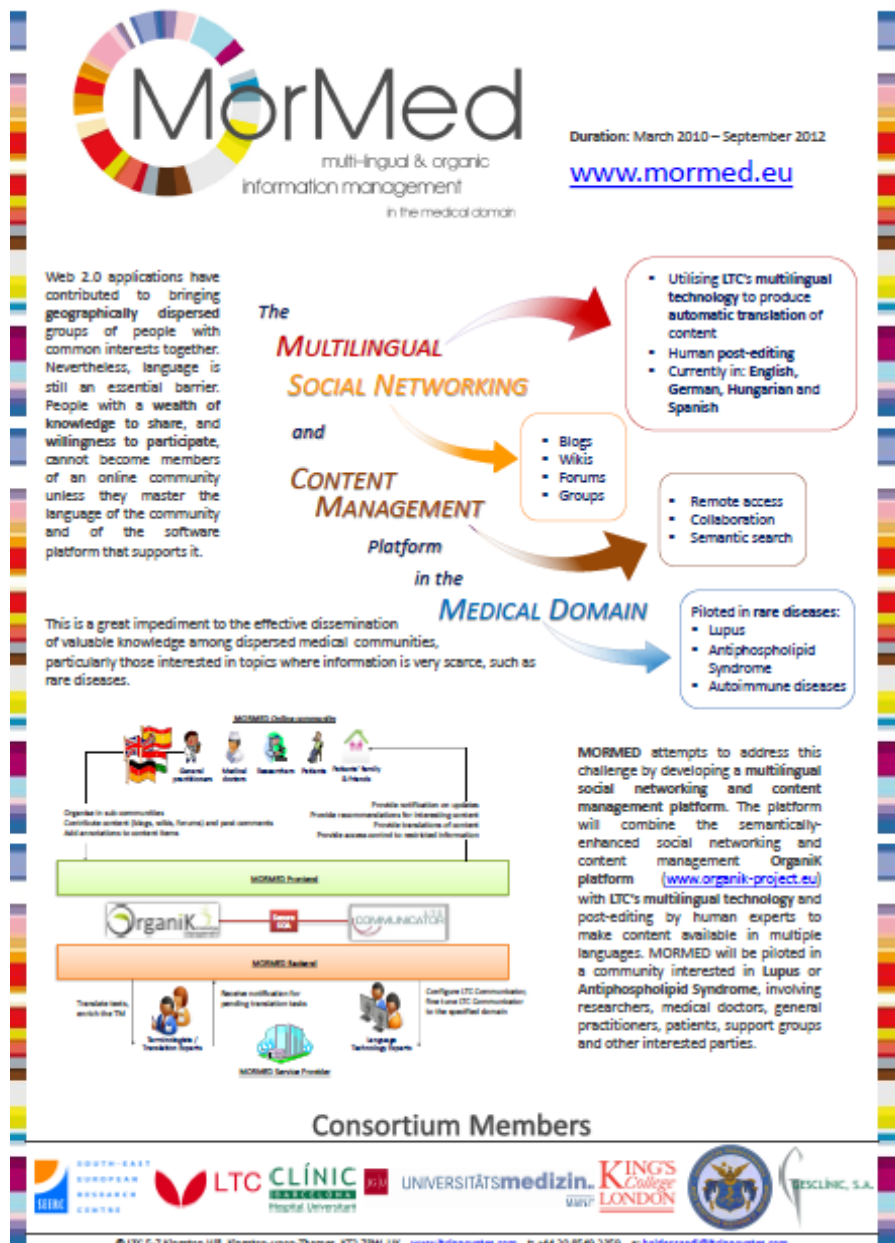 MorMed
multi-lingual & organic
information management
in the medical domain
Duration: March 2010 – September 2012
www.mormed.eu
Web 2.0 applications have
contributed to bringing
geographically dispersed
groups of people with
common interests together.
Nevertheless, language is
still an essential barrier.
People with a wealth of
knowledge to share, and
willingness to participate,
cannot become members
of an online community
unless they master the
language of the community
and of the software
platform that supports it.
This is a great impediment to the effective dissemination
of valuable knowledge among dispersed medical communities,
particularly those interested in topics where information is very scarce, such as
rare diseases.
The
MULTILINGUAL
SOCIAL NETWORKING
and
CONTENT
MANAGEMENT
Platform
in the
MEDICAL DOMAIN
▪ Utilising LTC's multilingual
technology to produce
automatic translation of
content
▪ Human post-editing
▪ Currently in: English,
German, Hungarian and
Spanish
▪ Blogs
▪ Wikis
▪ Forums
▪ Groups
▪ Remote access
▪ Collaboration
▪ Semantic search
Piloted in rare diseases:
▪ Lupus
▪ Antiphospholipid
Syndrome
▪ Autoimmune diseases
MORMED Online community
General
practitioners
Medical
doctors
Researchers
Patients
Patients' family
& friends
Organise in sub communities
Contribute content (blogs, wikis, forums) and post comments
Add annotations to content items
Provide notification on updates
Provide recommendations for interesting content
Provide translations of content
Provide access control to restricted information
MORMED Frontend
OrganiK
COMMUNICATOR
MORMED Backend
Translate texts,
enrich the TM
Receive notification for
pending translation tasks
Configure LTC Communicator,
fine tune LTC Communicator
to the specified domain
Terminologists /
Translation Experts
Language
Technology Experts
MORMED Service Provider
MORMED attempts to address this
challenge by developing a multilingual
social networking and content
management platform. The platform
will combine the semantically-
enhanced social networking and
content management OrganiK
platform (www.organik-project.eu)
with LTC's multilingual technology and
post-editing by human experts to
make content available in multiple
languages. MORMED will be piloted in
a community interested in Lupus or
Antiphospholipid Syndrome, involving
researchers, medical doctors, general
practitioners, patients, support groups
and other interested parties.
Consortium Members
SEERC
SOUTH-EAST
EUROPEAN
RESEARCH
CENTRE
LTC
CLÍNIC
BARCELONA
Hospital Universitari
UNIVERSITÄTSmedizin.
MAINZ
KING'S
College
LONDON
GESCLÍNIC, S.A.